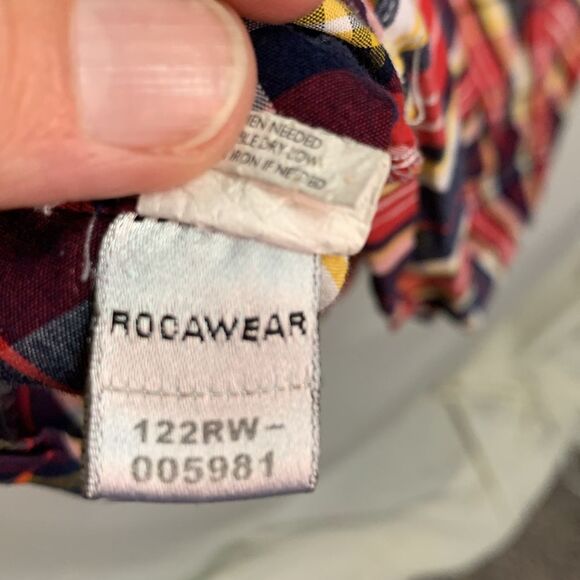 NEEDED
DRY LOW
IRON IF NEEDED
ROCAWEAR
122RW-
005981